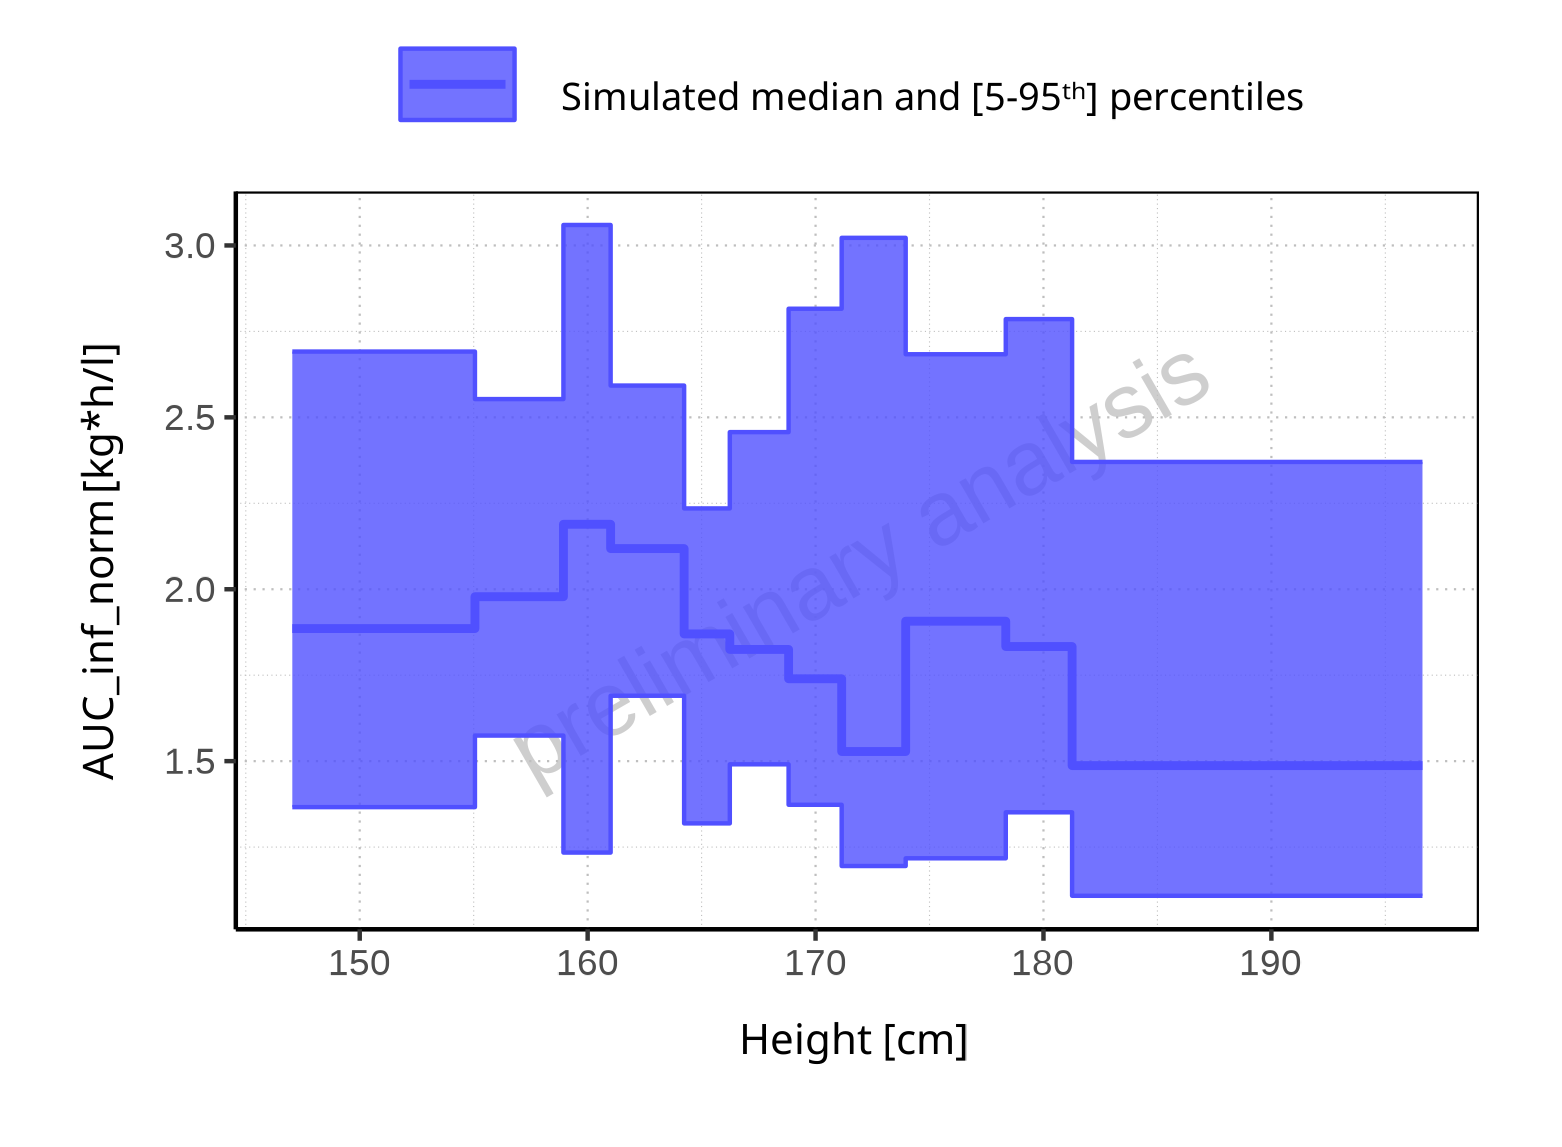 Simulated median and [5-95ᵗʰ] percentiles
3.0
2.5
2.0
1.5
AUC_inf_norm [kg*h/l]
preliminary analysis
150 160 170 180 190
Height [cm]